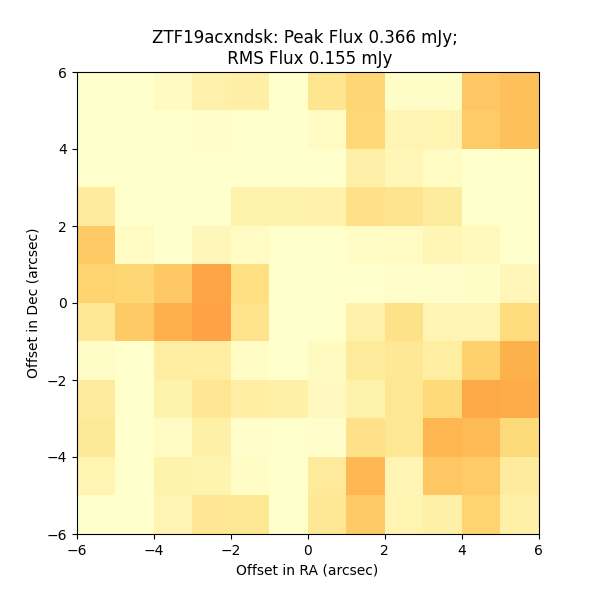 ZTF19acxndsk: Peak Flux 0.366 mJy;
RMS Flux 0.155 mJy
6
4
2
0
−2
−4
−6
Offset in Dec (arcsec)
−6 −4 −2 0 2 4 6
Offset in RA (arcsec)